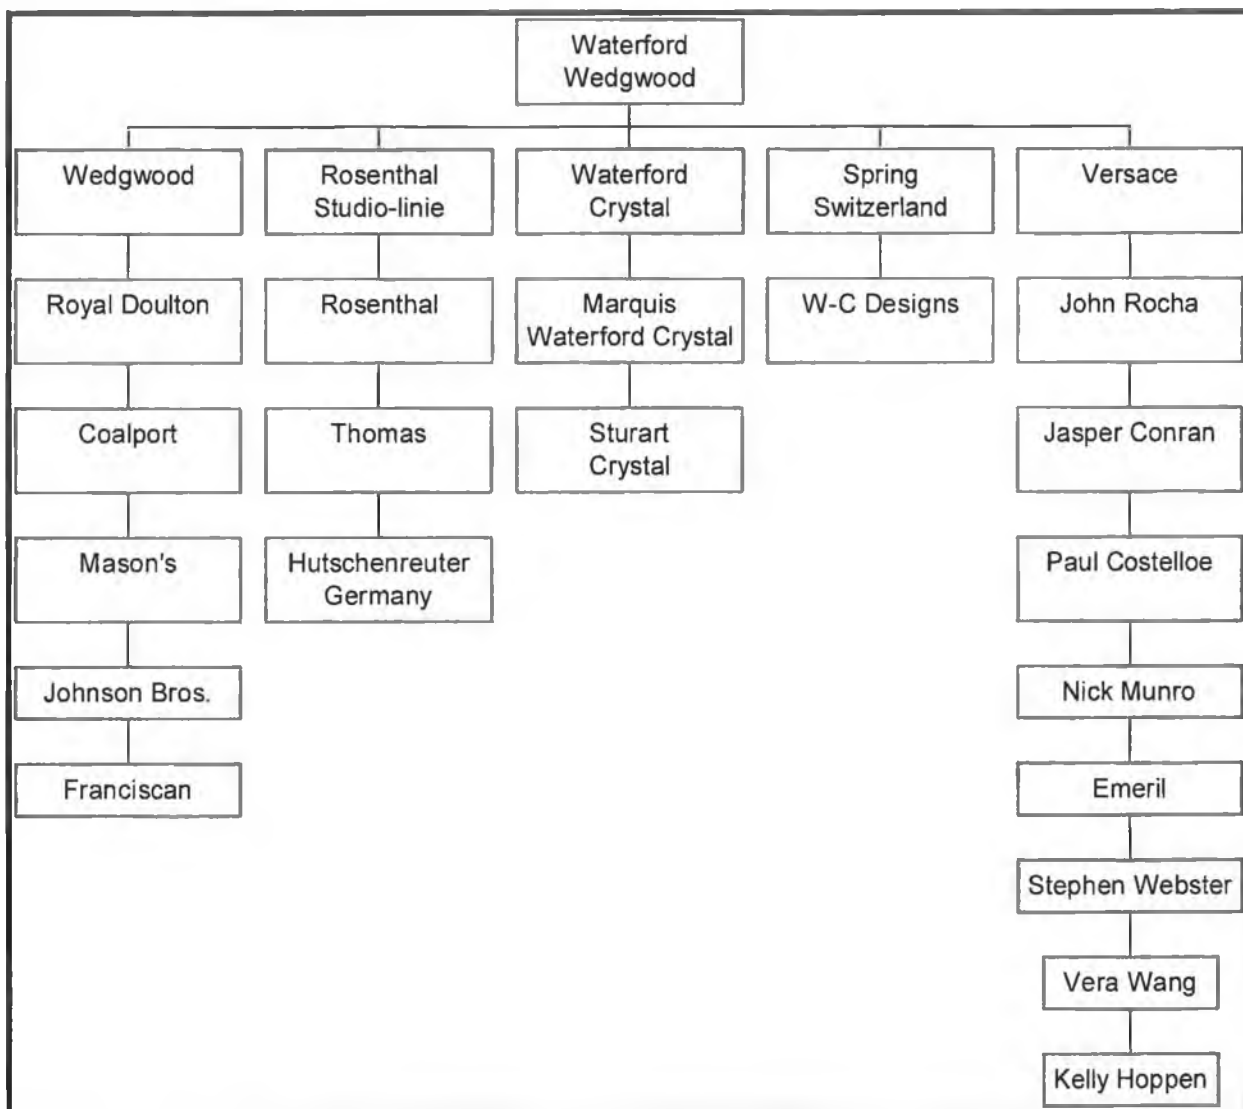 Waterford
Wedgwood
Wedgwood
Rosenthal
Studio-linie
Waterford
Crystal
Spring
Switzerland
Versace
Royal Doulton
Rosenthal
Marquis
Waterford Crystal
W-C Designs
John Rocha
Coalport
Thomas
Sturart
Crystal
Jasper Conran
Mason's
Hutschenreuter
Germany
Paul Costelloe
Johnson Bros.
Nick Munro
Franciscan
Emeril
Stephen Webster
Vera Wang
Kelly Hoppen